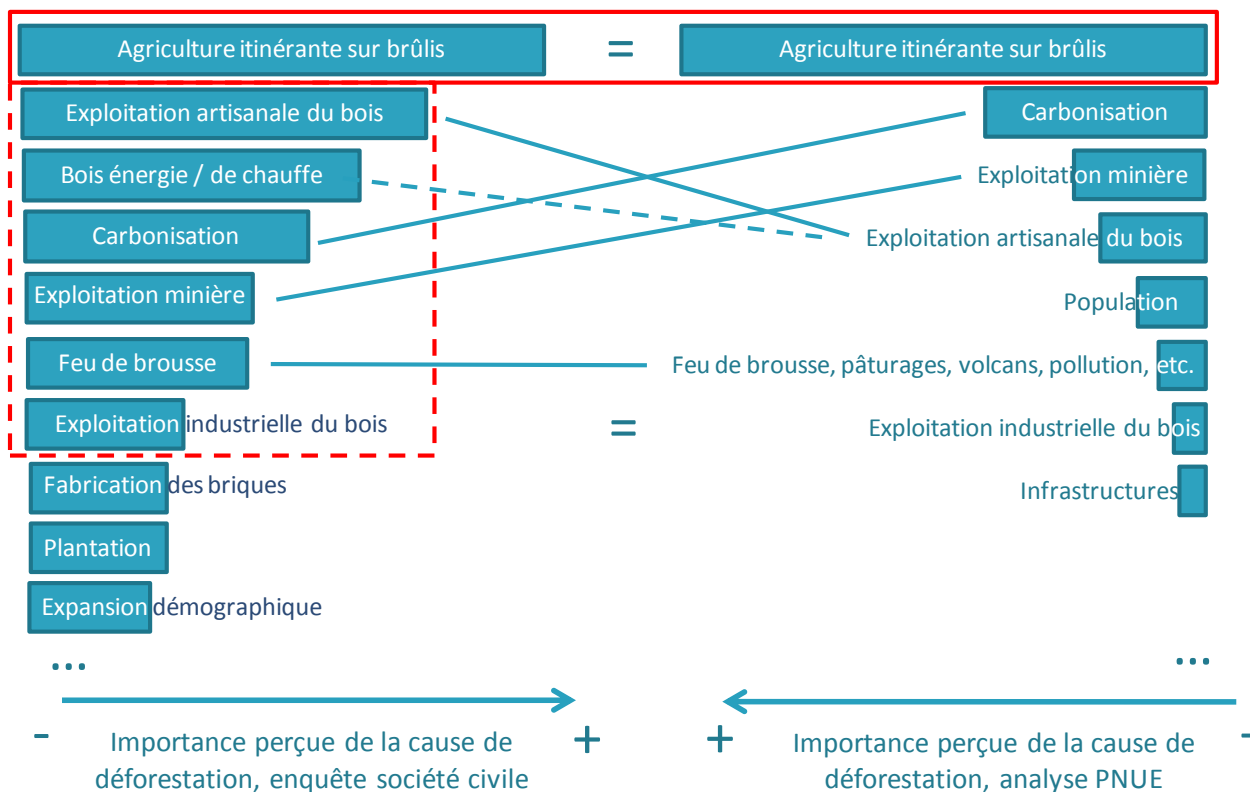 Agriculture itinérante sur brûlis = Agriculture itinérante sur brûlis
Exploitation artisanale du bois
Carbonisation
Bois énergie / de chauffe
Exploitation minière
Carbonisation
Exploitation artisanale du bois
Exploitation minière
Population
Feu de brousse
Feu de brousse, pâturages, volcans, pollution, etc.
Exploitation industrielle du bois = Exploitation industrielle du bois
Fabrication des briques
Infrastructures
Plantation
Expansion démographique
...
...
- Importance perçue de la cause de +
déforestation, enquête société civile
+ Importance perçue de la cause de -
déforestation, analyse PNUE